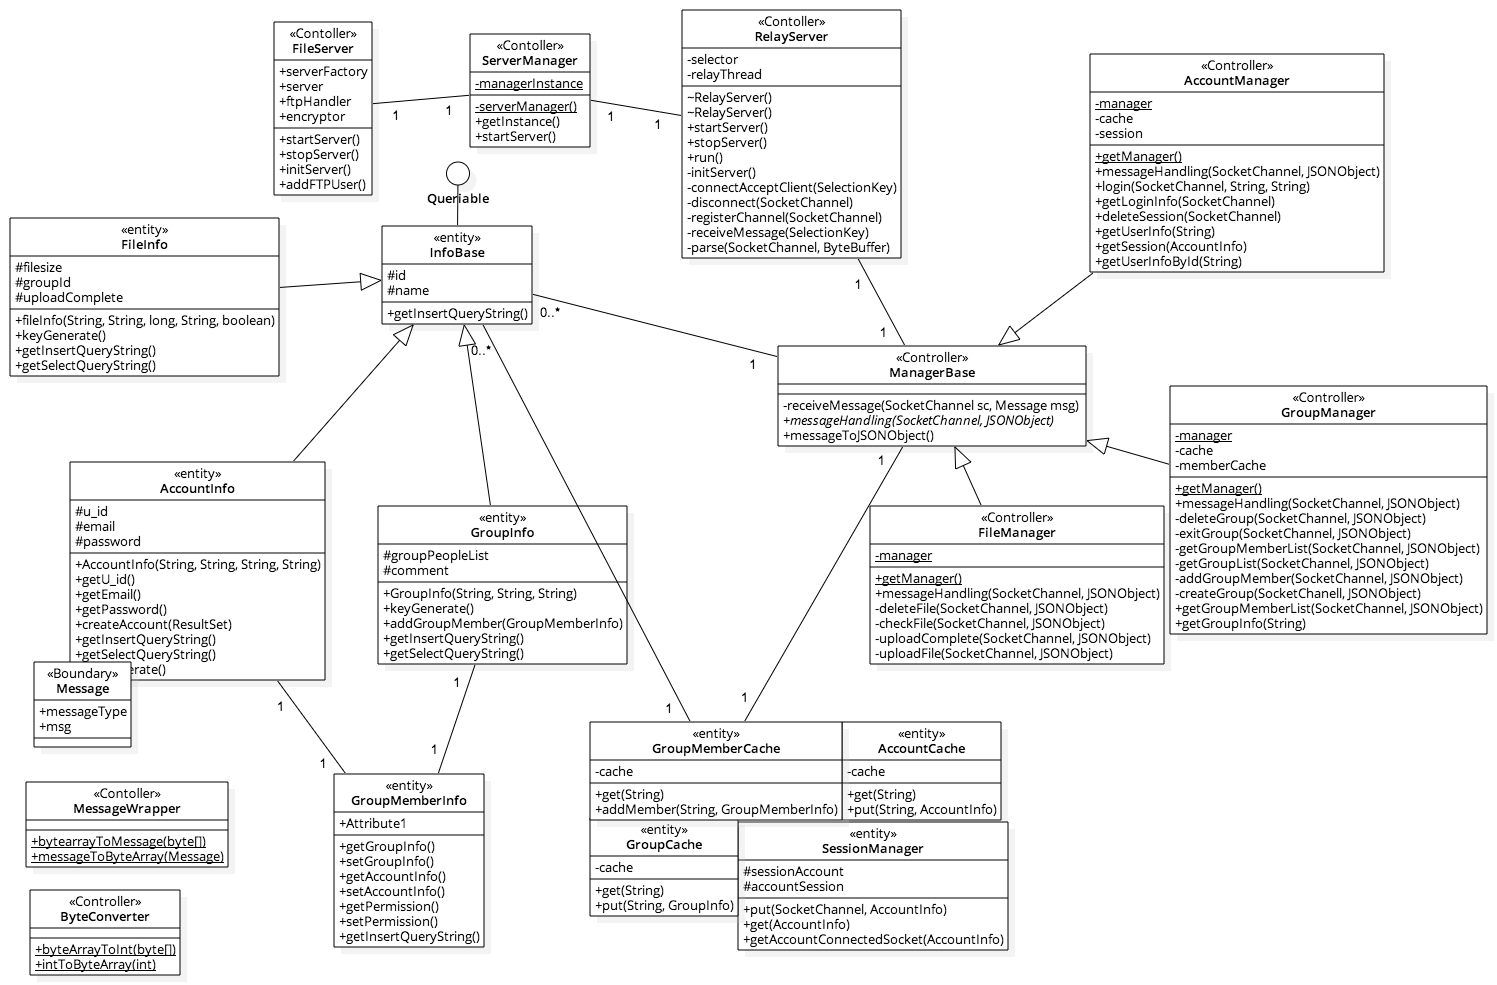 «Contoller»
FileServer
+serverFactory
+server
+ftpHandler
+encryptor
+startServer()
+stopServer()
+initServer()
+addFTPUser()
1
1
«Contoller»
ServerManager
-managerInstance
-serverManager()
+getInstance()
+startServer()
1
1
«Contoller»
RelayServer
-selector
-relayThread
~RelayServer()
~RelayServer()
+startServer()
+stopServer()
+run()
-initServer()
-connectAcceptClient(SelectionKey)
-disconnect(SocketChannel)
-registerChannel(SocketChannel)
-receiveMessage(SelectionKey)
-parse(SocketChannel, ByteBuffer)
1
1
«Controller»
AccountManager
-manager
-cache
-session
+getManager()
+messageHandling(SocketChannel, JSONObject)
+login(SocketChannel, String, String)
+getLoginInfo(SocketChannel)
+deleteSession(SocketChannel)
+getUserInfo(String)
+getSession(AccountInfo)
+getUserInfoById(String)
Queriable
«entity»
FileInfo
#filesize
#groupId
#uploadComplete
+fileInfo(String, String, long, String, boolean)
+keyGenerate()
+getInsertQueryString()
+getSelectQueryString()
«entity»
InfoBase
#id
#name
+getInsertQueryString()
0..*
1
0..*
«Controller»
ManagerBase
-receiveMessage(SocketChannel sc, Message msg)
+messageHandling(SocketChannel, JSONObject)
+messageToJSONObject()
1
1
1
«Controller»
GroupManager
-manager
-cache
-memberCache
+getManager()
+messageHandling(SocketChannel, JSONObject)
-deleteGroup(SocketChannel, JSONObject)
-exitGroup(SocketChannel, JSONObject)
-getGroupMemberList(SocketChannel, JSONObject)
-getGroupList(SocketChannel, JSONObject)
-addGroupMember(SocketChannel, JSONObject)
-createGroup(SocketChanell, JSONObject)
+getGroupMemberList(SocketChannel, JSONObject)
+getGroupInfo(String)
«entity»
AccountInfo
#u_id
#email
#password
+AccountInfo(String, String, String, String)
+getU_id()
+getEmail()
+getPassword()
+createAccount(ResultSet)
+getInsertQueryString()
+getSelectQueryString()
erate()
«entity»
GroupInfo
#groupPeopleList
#comment
+GroupInfo(String, String, String)
+keyGenerate()
+addGroupMember(GroupMemberInfo)
+getInsertQueryString()
+getSelectQueryString()
«Controller»
FileManager
-manager
+getManager()
+messageHandling(SocketChannel, JSONObject)
-deleteFile(SocketChannel, JSONObject)
-checkFile(SocketChannel, JSONObject)
-uploadComplete(SocketChannel, JSONObject)
-uploadFile(SocketChannel, JSONObject)
«Boundary»
Message
+messageType
+msg
1
1
1
1
«entity»
GroupMemberCache
-cache
+get(String)
+addMember(String, GroupMemberInfo)
«entity»
AccountCache
-cache
+get(String)
+put(String, AccountInfo)
«Contoller»
MessageWrapper
+bytearrayToMessage(byte[])
+messageToByteArray(Message)
«entity»
GroupMemberInfo
+Attribute1
+getGroupInfo()
+setGroupInfo()
+getAccountInfo()
+setAccountInfo()
+getPermission()
+setPermission()
+getInsertQueryString()
«entity»
GroupCache
-cache
+get(String)
+put(String, GroupInfo)
«entity»
SessionManager
#sessionAccount
#accountSession
+put(SocketChannel, AccountInfo)
+get(AccountInfo)
+getAccountConnectedSocket(AccountInfo)
«Controller»
ByteConverter
+byteArrayToInt(byte[])
+intToByteArray(int)